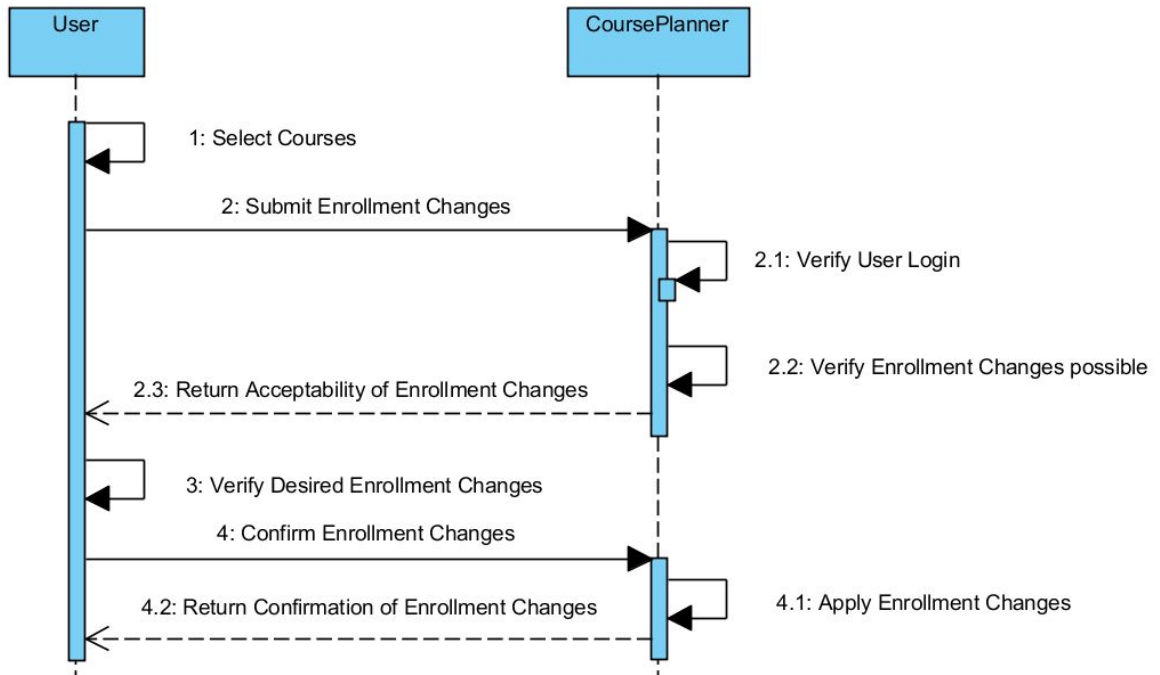 User
CoursePlanner
1: Select Courses
2: Submit Enrollment Changes
2.1: Verify User Login
2.2: Verify Enrollment Changes possible
2.3: Return Acceptability of Enrollment Changes
3: Verify Desired Enrollment Changes
4: Confirm Enrollment Changes
4.1: Apply Enrollment Changes
4.2: Return Confirmation of Enrollment Changes